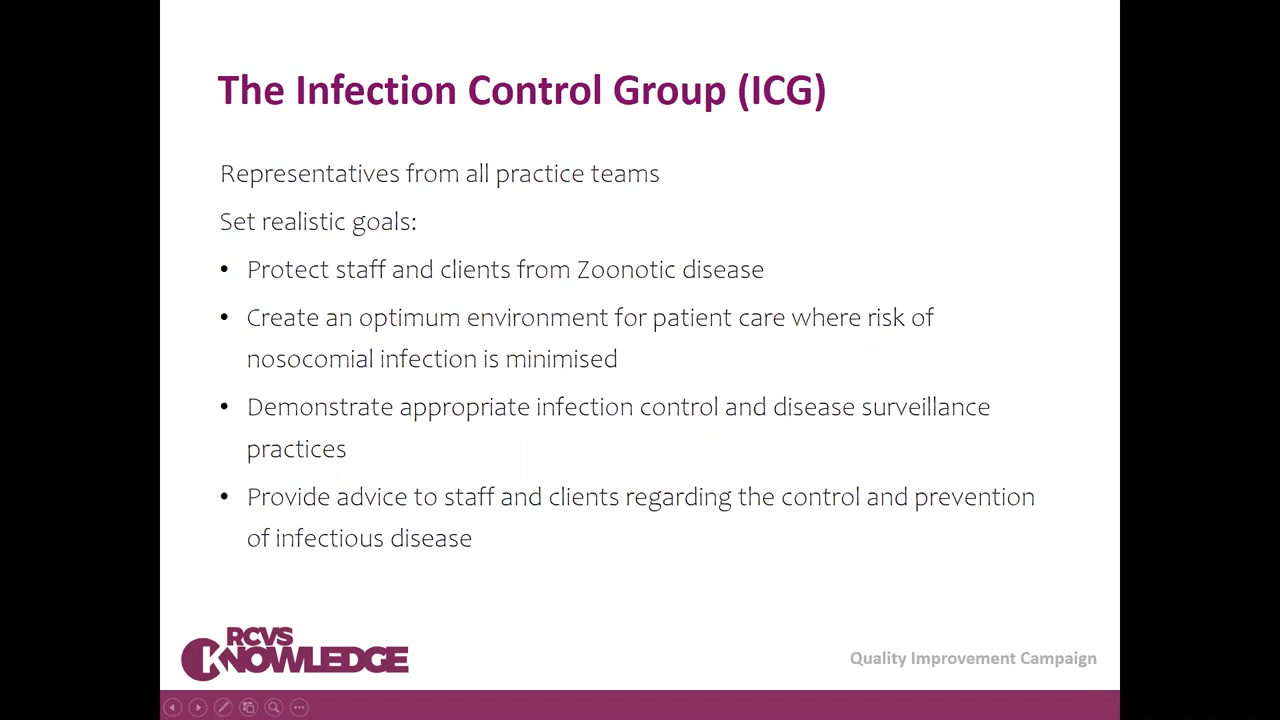 The Infection Control Group (ICG)
Representatives from all practice teams
Set realistic goals:
• Protect staff and clients from Zoonotic disease
• Create an optimum environment for patient care where risk of
nosocomial infection is minimised
• Demonstrate appropriate infection control and disease surveillance
practices
• Provide advice to staff and clients regarding the control and prevention
of infectious disease
RCVS
KNOWLEDGE
Quality Improvement Campaign